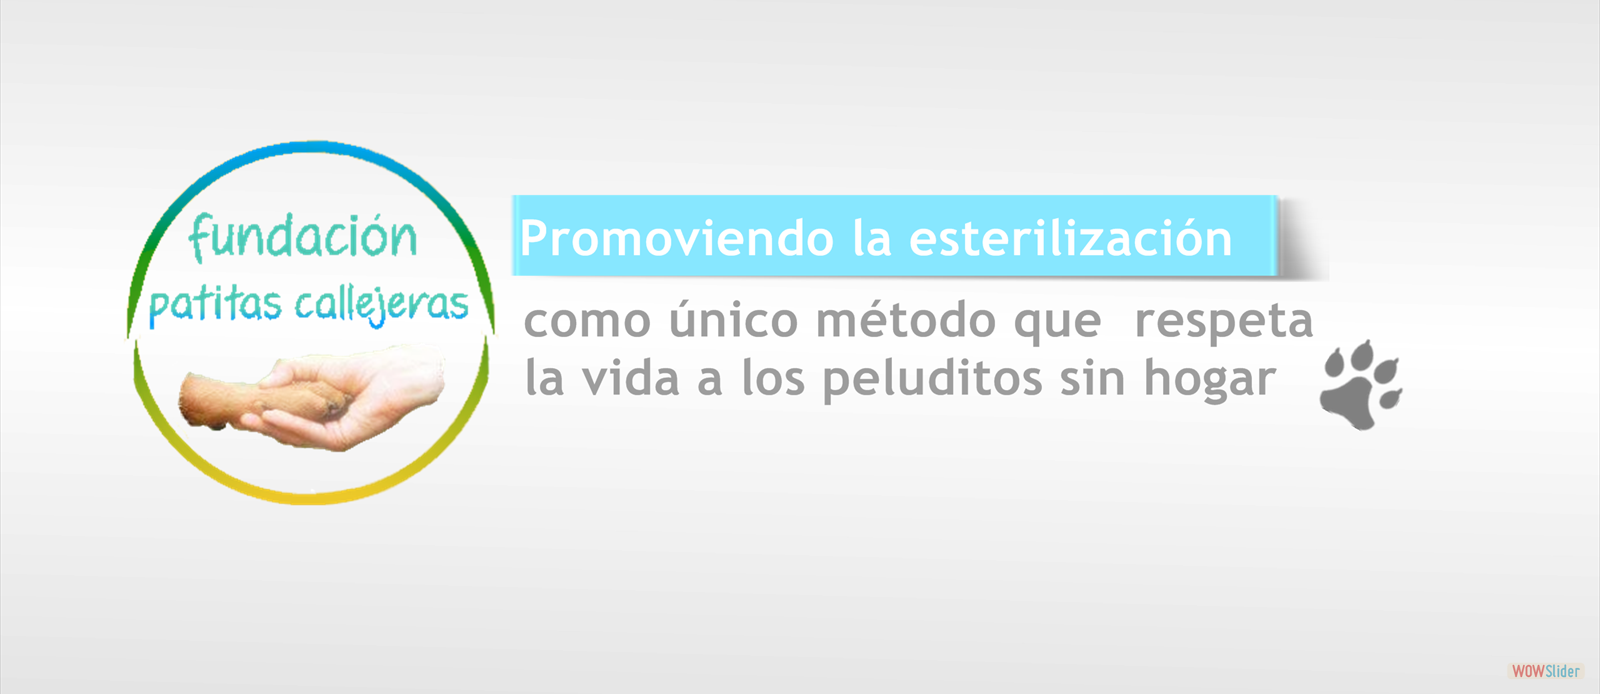 fundación
patitas callejeras
Promoviendo la esterilización
como único método que respeta
la vida a los peluditos sin hogar
WOWSlider